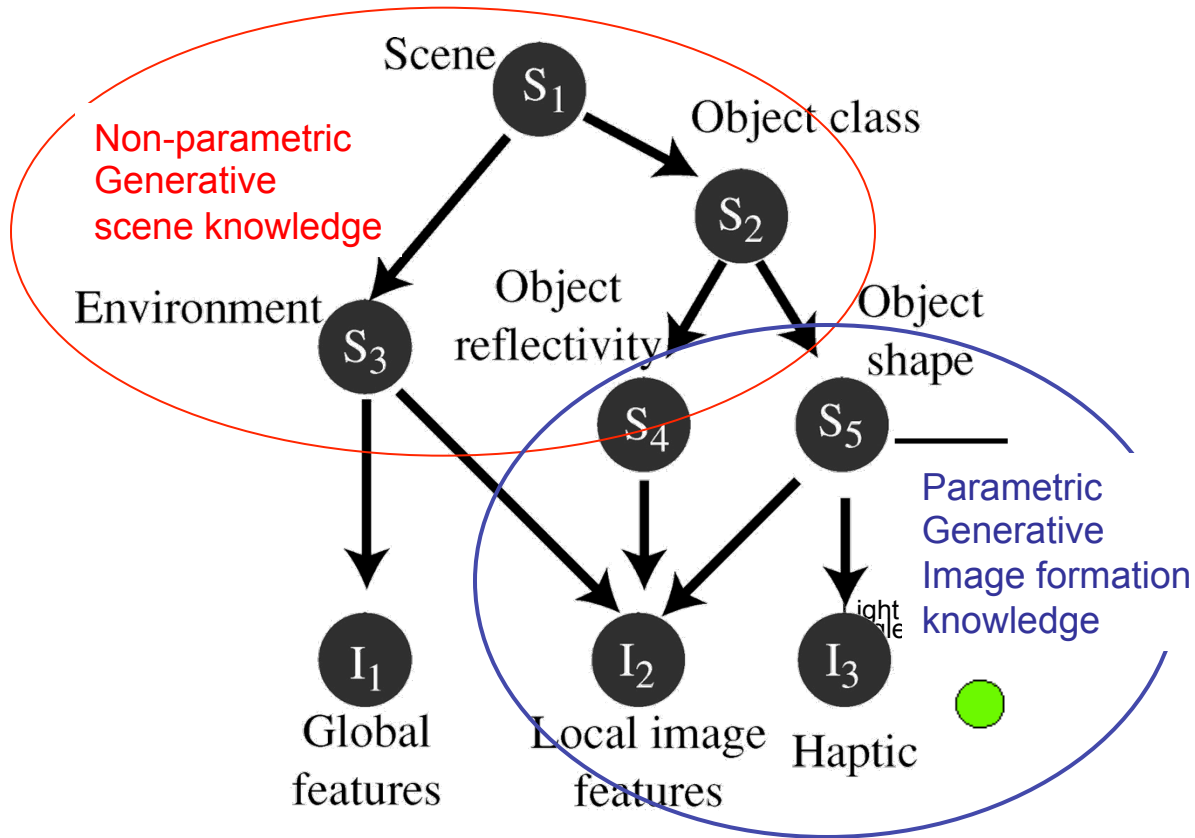 Scene
S1
Object class
Non-parametric
Generative
scene knowledge
S2
Environment
Object
reflectivity
Object
shape
S3
S4
S5
Parametric
Generative
Image formation
knowledge
I1
I2
I3
Global
features
Local image
features
Haptic